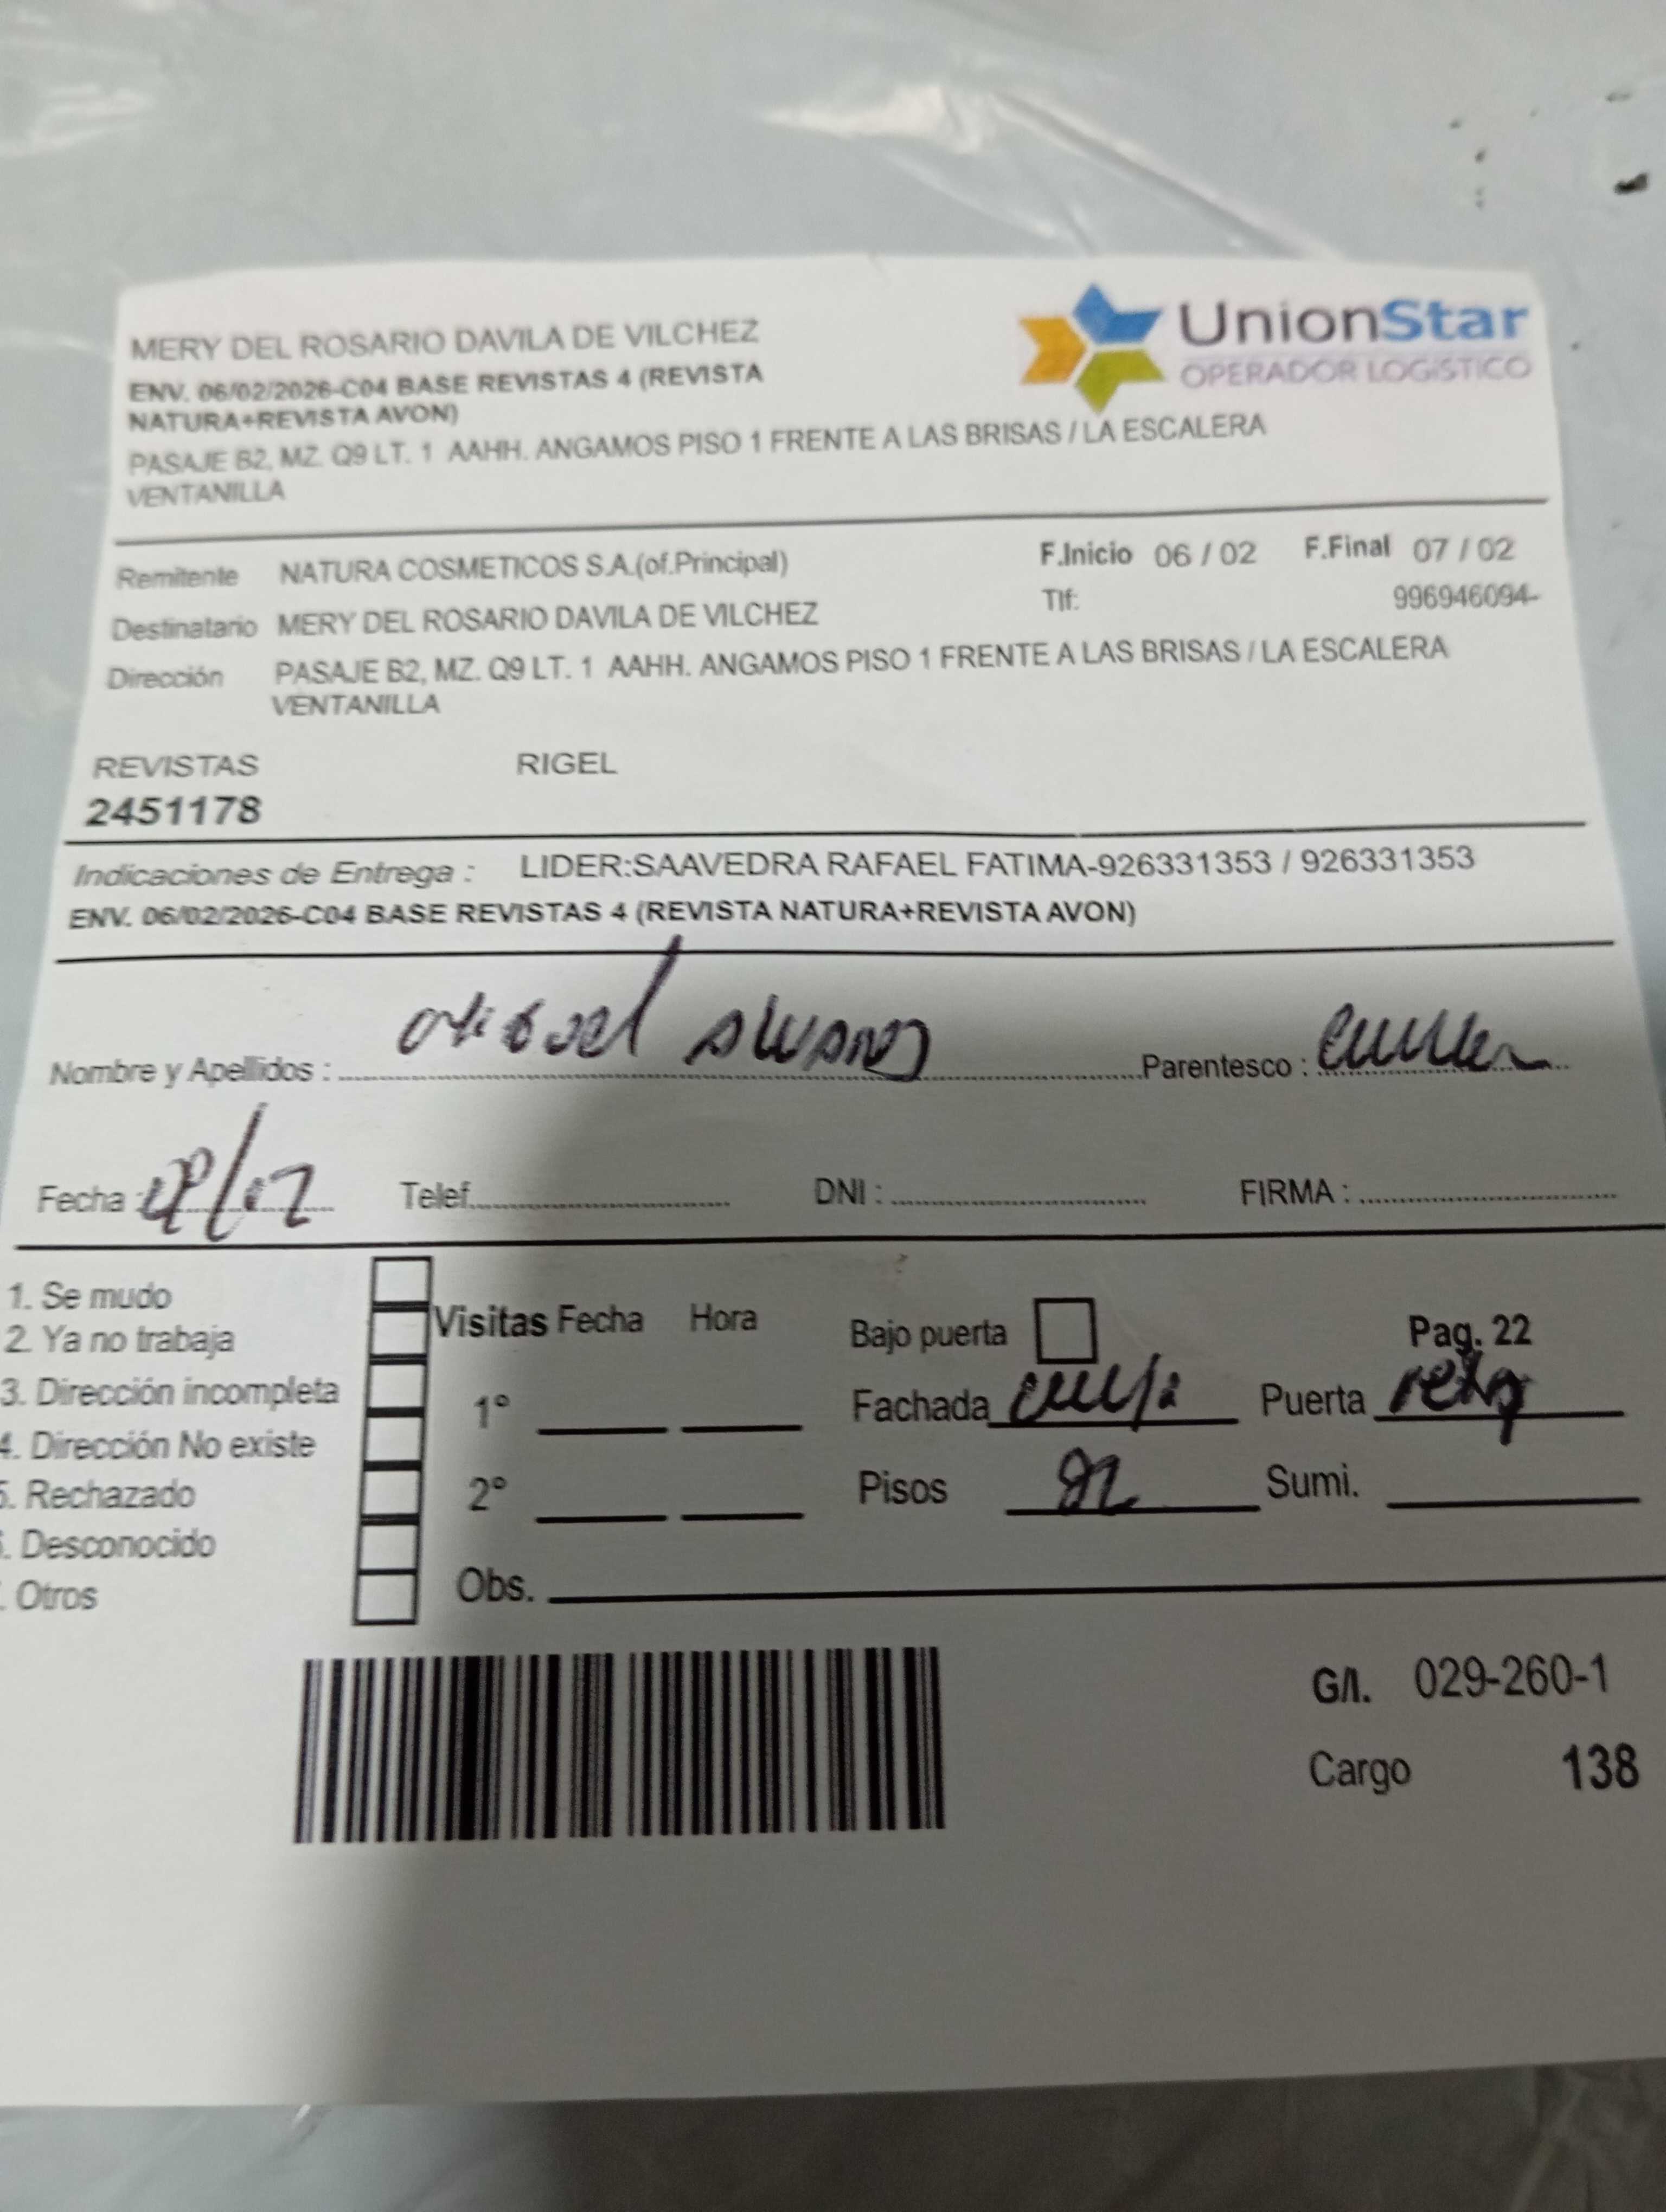 MERY DEL ROSARIO DAVILA DE VILCHEZ
ENV. 06/02/2026-C04 BASE REVISTAS 4 (REVISTA
NATURA+REVISTA AVON)
PASAJE B2, MZ. Q9 LT. 1 AAHH. ANGAMOS PISO 1 FRENTE A LAS BRISAS / LA ESCALERA
VENTANILLA
UnionStar
OPERADOR LOGÍSTICO
Remitente NATURA COSMETICOS S.A.(of.Principal) F.Inicio 06 / 02 F.Final 07 / 02
Destinatario MERY DEL ROSARIO DAVILA DE VILCHEZ Tlf: 996946094-
Dirección PASAJE B2, MZ. Q9 LT. 1 AAHH. ANGAMOS PISO 1 FRENTE A LAS BRISAS / LA ESCALERA
VENTANILLA
REVISTAS RIGEL
2451178
Indicaciones de Entrega : LIDER:SAAVEDRA RAFAEL FATIMA-926331353 / 926331353
ENV. 06/02/2026-C04 BASE REVISTAS 4 (REVISTA NATURA+REVISTA AVON)
Nombre y Apellidos : Parentesco :
Fecha : Telef. DNI : FIRMA :
1. Se mudo
2. Ya no trabaja
3. Dirección incompleta
4. Dirección No existe
5. Rechazado
. Desconocido
. Otros
Visitas Fecha Hora
1°
2°
Obs.
Bajo puerta Pag. 22
Fachada Puerta
Pisos Sumi.
G/I. 029-260-1
Cargo 138